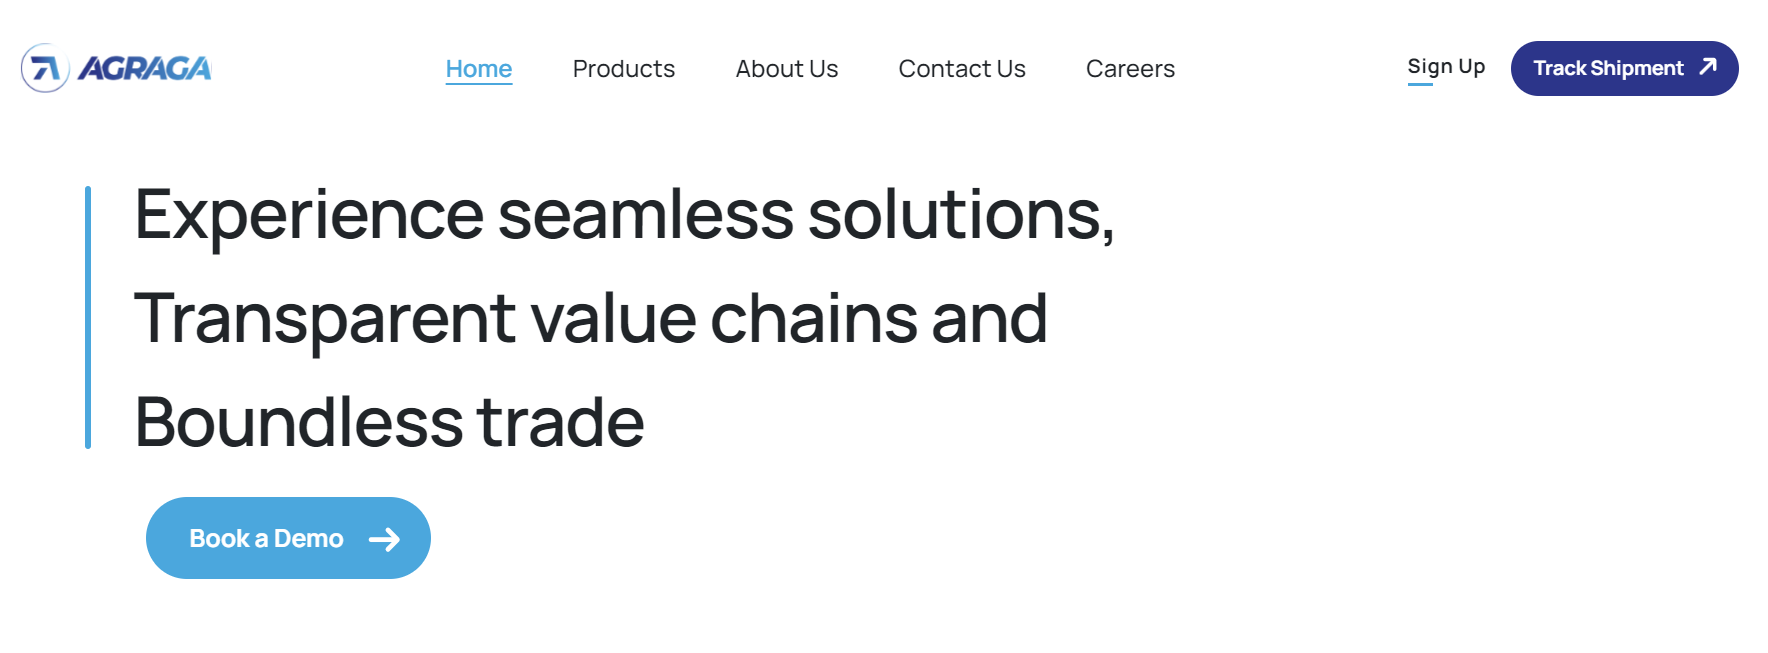 AGRAGA
Home
Products
About Us
Contact Us
Careers
Sign Up
Track Shipment
Experience seamless solutions,
Transparent value chains and
Boundless trade
Book a Demo